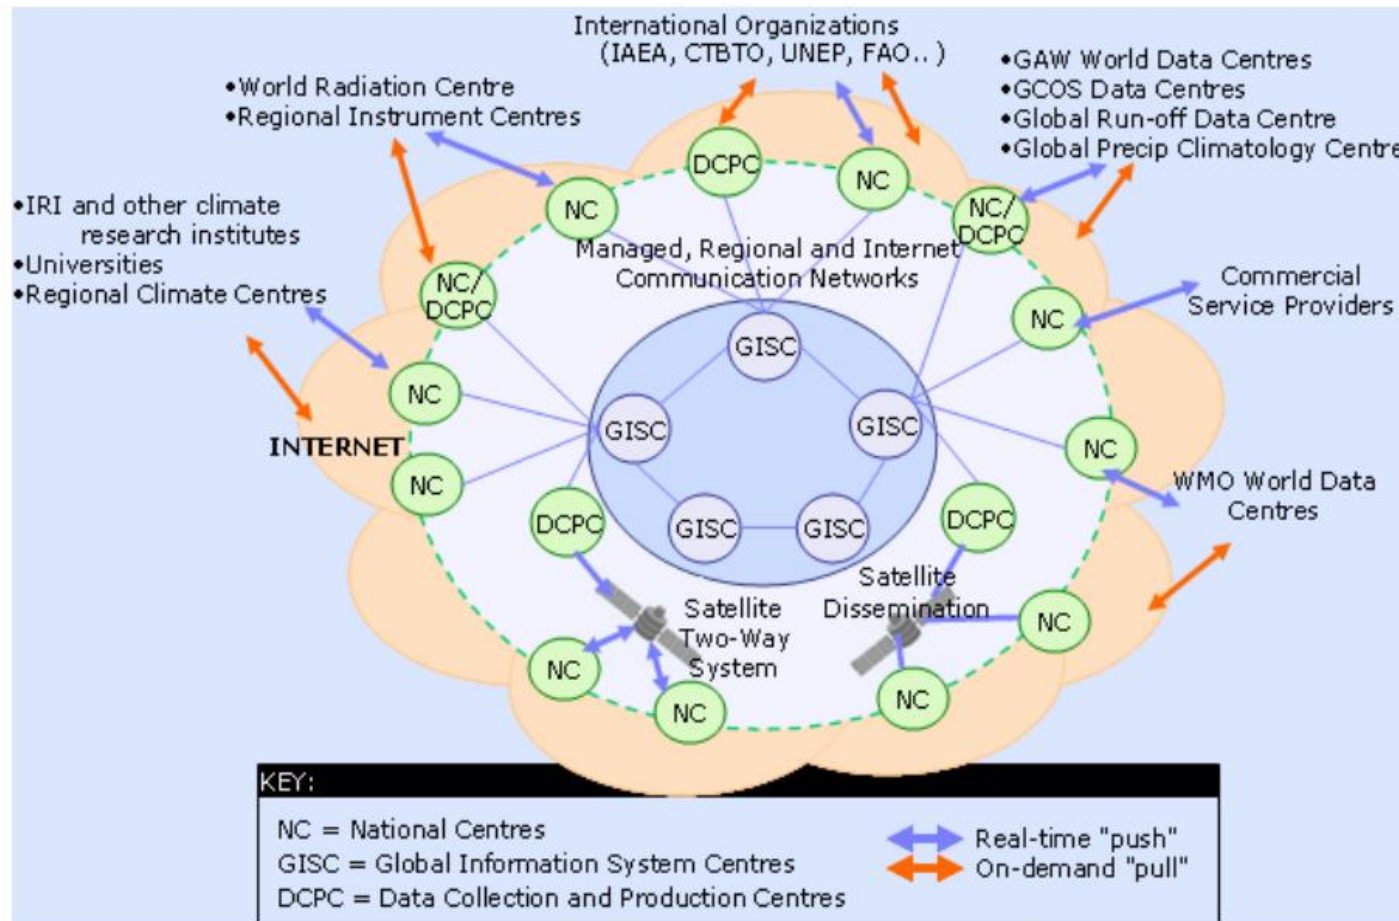 International Organizations
(IAEA, CTBTO, UNEP, FAO.. )
•World Radiation Centre
•Regional Instrument Centres
•GAW World Data Centres
•GCOS Data Centres
•Global Run-off Data Centre
•Global Precip Climatology Centre
•IRI and other climate
research institutes
•Universities
•Regional Climate Centres
DCPC
NC
NC
NC/
DCPC
Managed, Regional and Internet
Communication Networks
NC/
DCPC
Commercial
Service Providers
NC
GISC
NC
GISC
GISC
INTERNET
NC
NC
WMO World Data
Centres
DCPC
GISC
GISC
DCPC
Satellite
Dissemination
Satellite
Two-Way
System
NC
NC
NC
NC
KEY:
NC = National Centres
GISC = Global Information System Centres
DCPC = Data Collection and Production Centres
Real-time "push"
On-demand "pull"